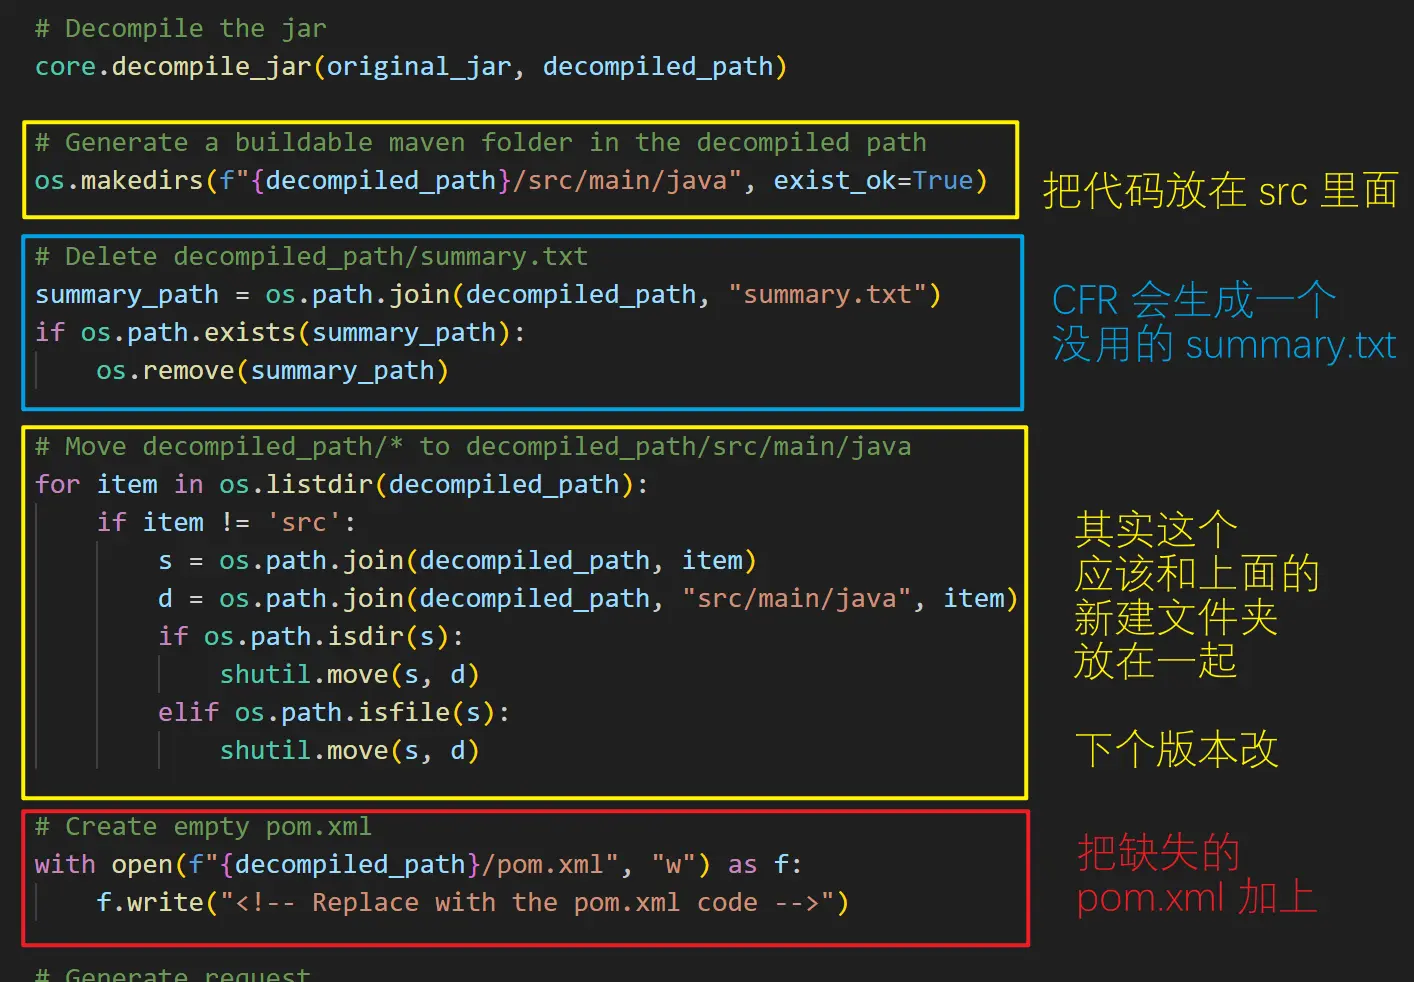 # Decompile the jar
core.decompile_jar(original_jar, decompiled_path)
# Generate a buildable maven folder in the decompiled path
os.makedirs(f"{decompiled_path}/src/main/java", exist_ok=True)
把代码放在 src 里面
# Delete decompiled_path/summary.txt
summary_path = os.path.join(decompiled_path, "summary.txt")
if os.path.exists(summary_path):
os.remove(summary_path)
CFR 会生成一个
没用的 summary.txt
# Move decompiled_path/* to decompiled_path/src/main/java
for item in os.listdir(decompiled_path):
if item != 'src':
s = os.path.join(decompiled_path, item)
d = os.path.join(decompiled_path, "src/main/java", item)
if os.path.isdir(s):
shutil.move(s, d)
elif os.path.isfile(s):
shutil.move(s, d)
其实这个
应该和上面的
新建文件夹
放在一起
下个版本改
# Create empty pom.xml
with open(f"{decompiled_path}/pom.xml", "w") as f:
f.write("<!-- Replace with the pom.xml code -->")
把缺失的
pom.xml 加上
# Generate request